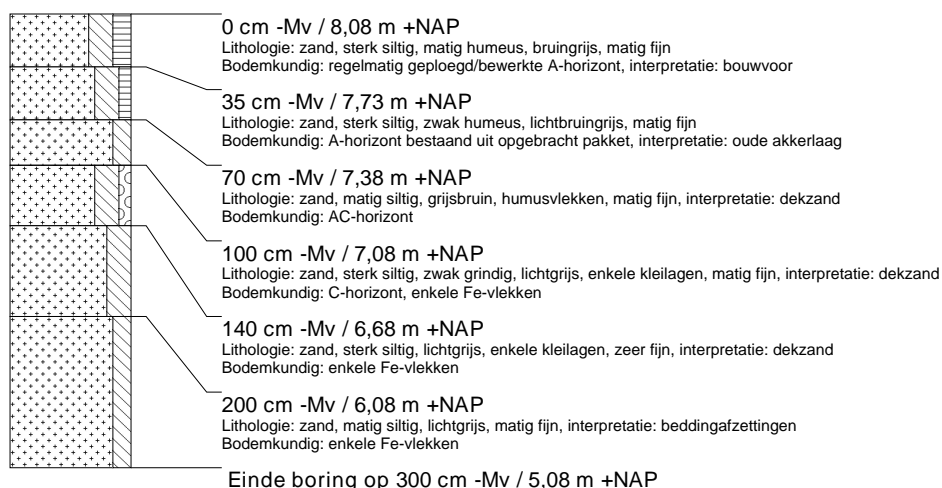 0 cm -Mv / 8,08 m +NAP
Lithologie: zand, sterk siltig, matig humeus, bruingrijs, matig fijn
Bodemkundig: regelmatig geploegd/bewerkte A-horizont, interpretatie: bouwvoor
35 cm -Mv / 7,73 m +NAP
Lithologie: zand, sterk siltig, zwak humeus, lichtbruingrijs, matig fijn
Bodemkundig: A-horizont bestaand uit opgebracht pakket, interpretatie: oude akkerlaag
70 cm -Mv / 7,38 m +NAP
Lithologie: zand, matig siltig, grijsbruin, humusvlekken, matig fijn, interpretatie: dekzand
Bodemkundig: AC-horizont
100 cm -Mv / 7,08 m +NAP
Lithologie: zand, sterk siltig, zwak grindig, lichtgrijs, enkele kleilagen, matig fijn, interpretatie: dekzand
Bodemkundig: C-horizont, enkele Fe-vlekken
140 cm -Mv / 6,68 m +NAP
Lithologie: zand, sterk siltig, lichtgrijs, enkele kleilagen, zeer fijn, interpretatie: dekzand
Bodemkundig: enkele Fe-vlekken
200 cm -Mv / 6,08 m +NAP
Lithologie: zand, matig siltig, lichtgrijs, matig fijn, interpretatie: beddingafzettingen
Bodemkundig: enkele Fe-vlekken
Einde boring op 300 cm -Mv / 5,08 m +NAP